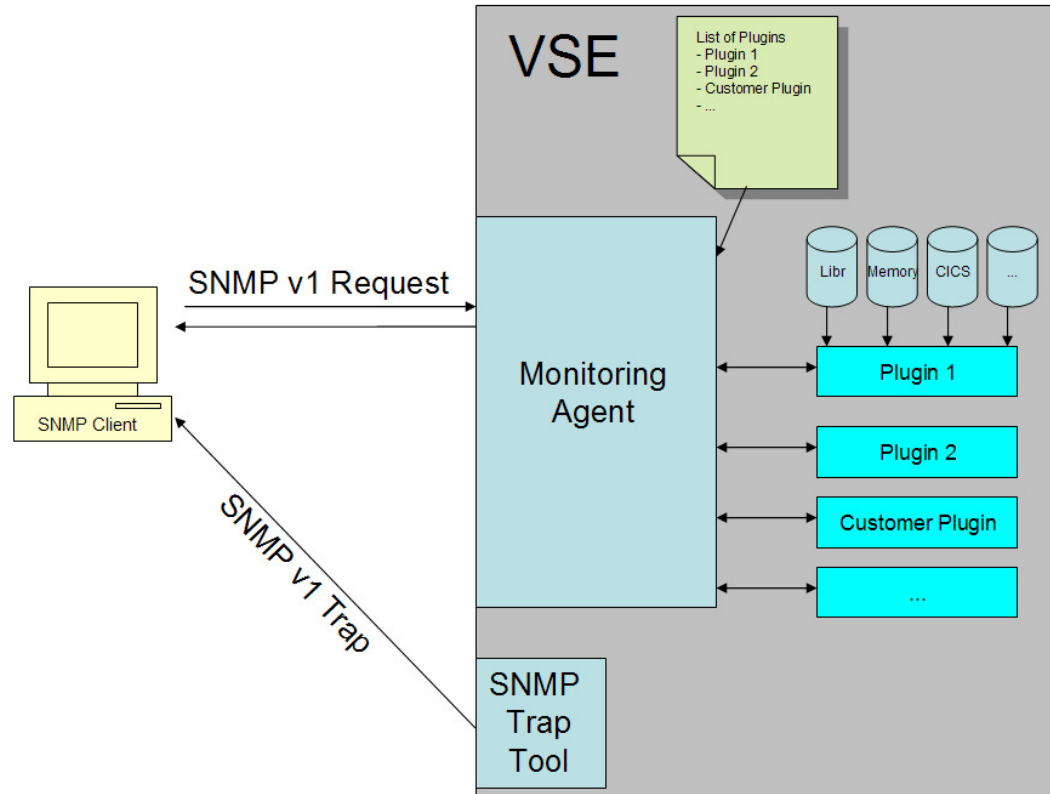 VSE
List of Plugins
- Plugin 1
- Plugin 2
- Customer Plugin
- ...
SNMP v1 Request
Libr
Memory
CICS
...
Monitoring
Agent
Plugin 1
SNMP Client
Plugin 2
Customer Plugin
...
SNMP v1 Trap
SNMP
Trap
Tool